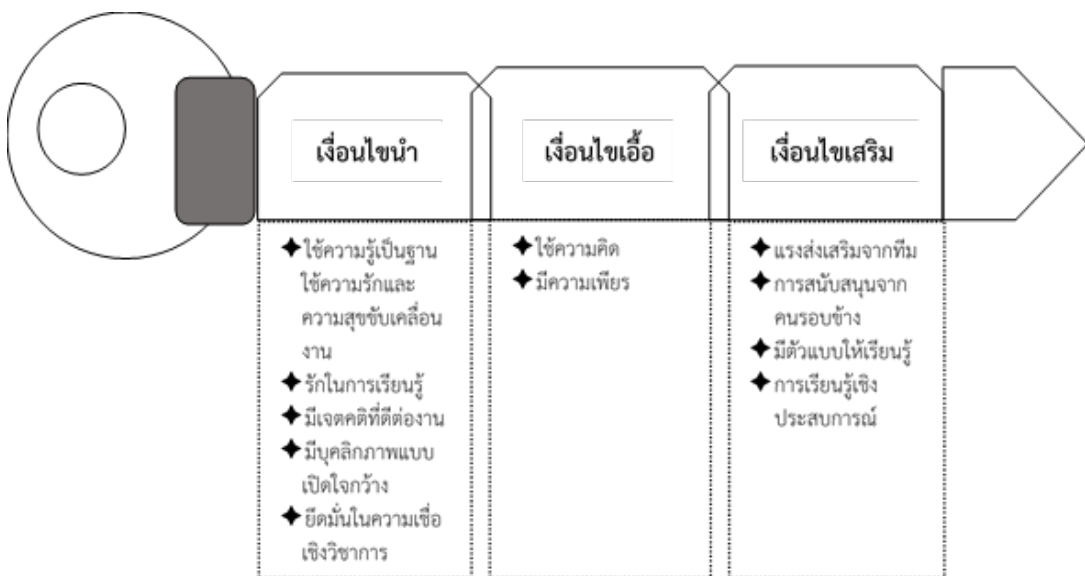 เงื่อนไขนำ
ใช้ความรู้เป็นฐาน
ใช้ความรักและ
ความสุขขับเคลื่อน
งาน
รักในการเรียนรู้
มีเจตคติที่ดีต่องาน
มีบุคลิกภาพแบบ
เปิดใจกว้าง
ยึดมั่นในความเชื่อ
เชิงวิชาการ
เงื่อนไขเอื้อ
ใช้ความคิด
มีความเพียร
เงื่อนไขเสริม
แรงส่งเสริมจากทีม
การสนับสนุนจาก
คนรอบข้าง
มีตัวแบบให้เรียนรู้
การเรียนรู้เชิง
ประสบการณ์